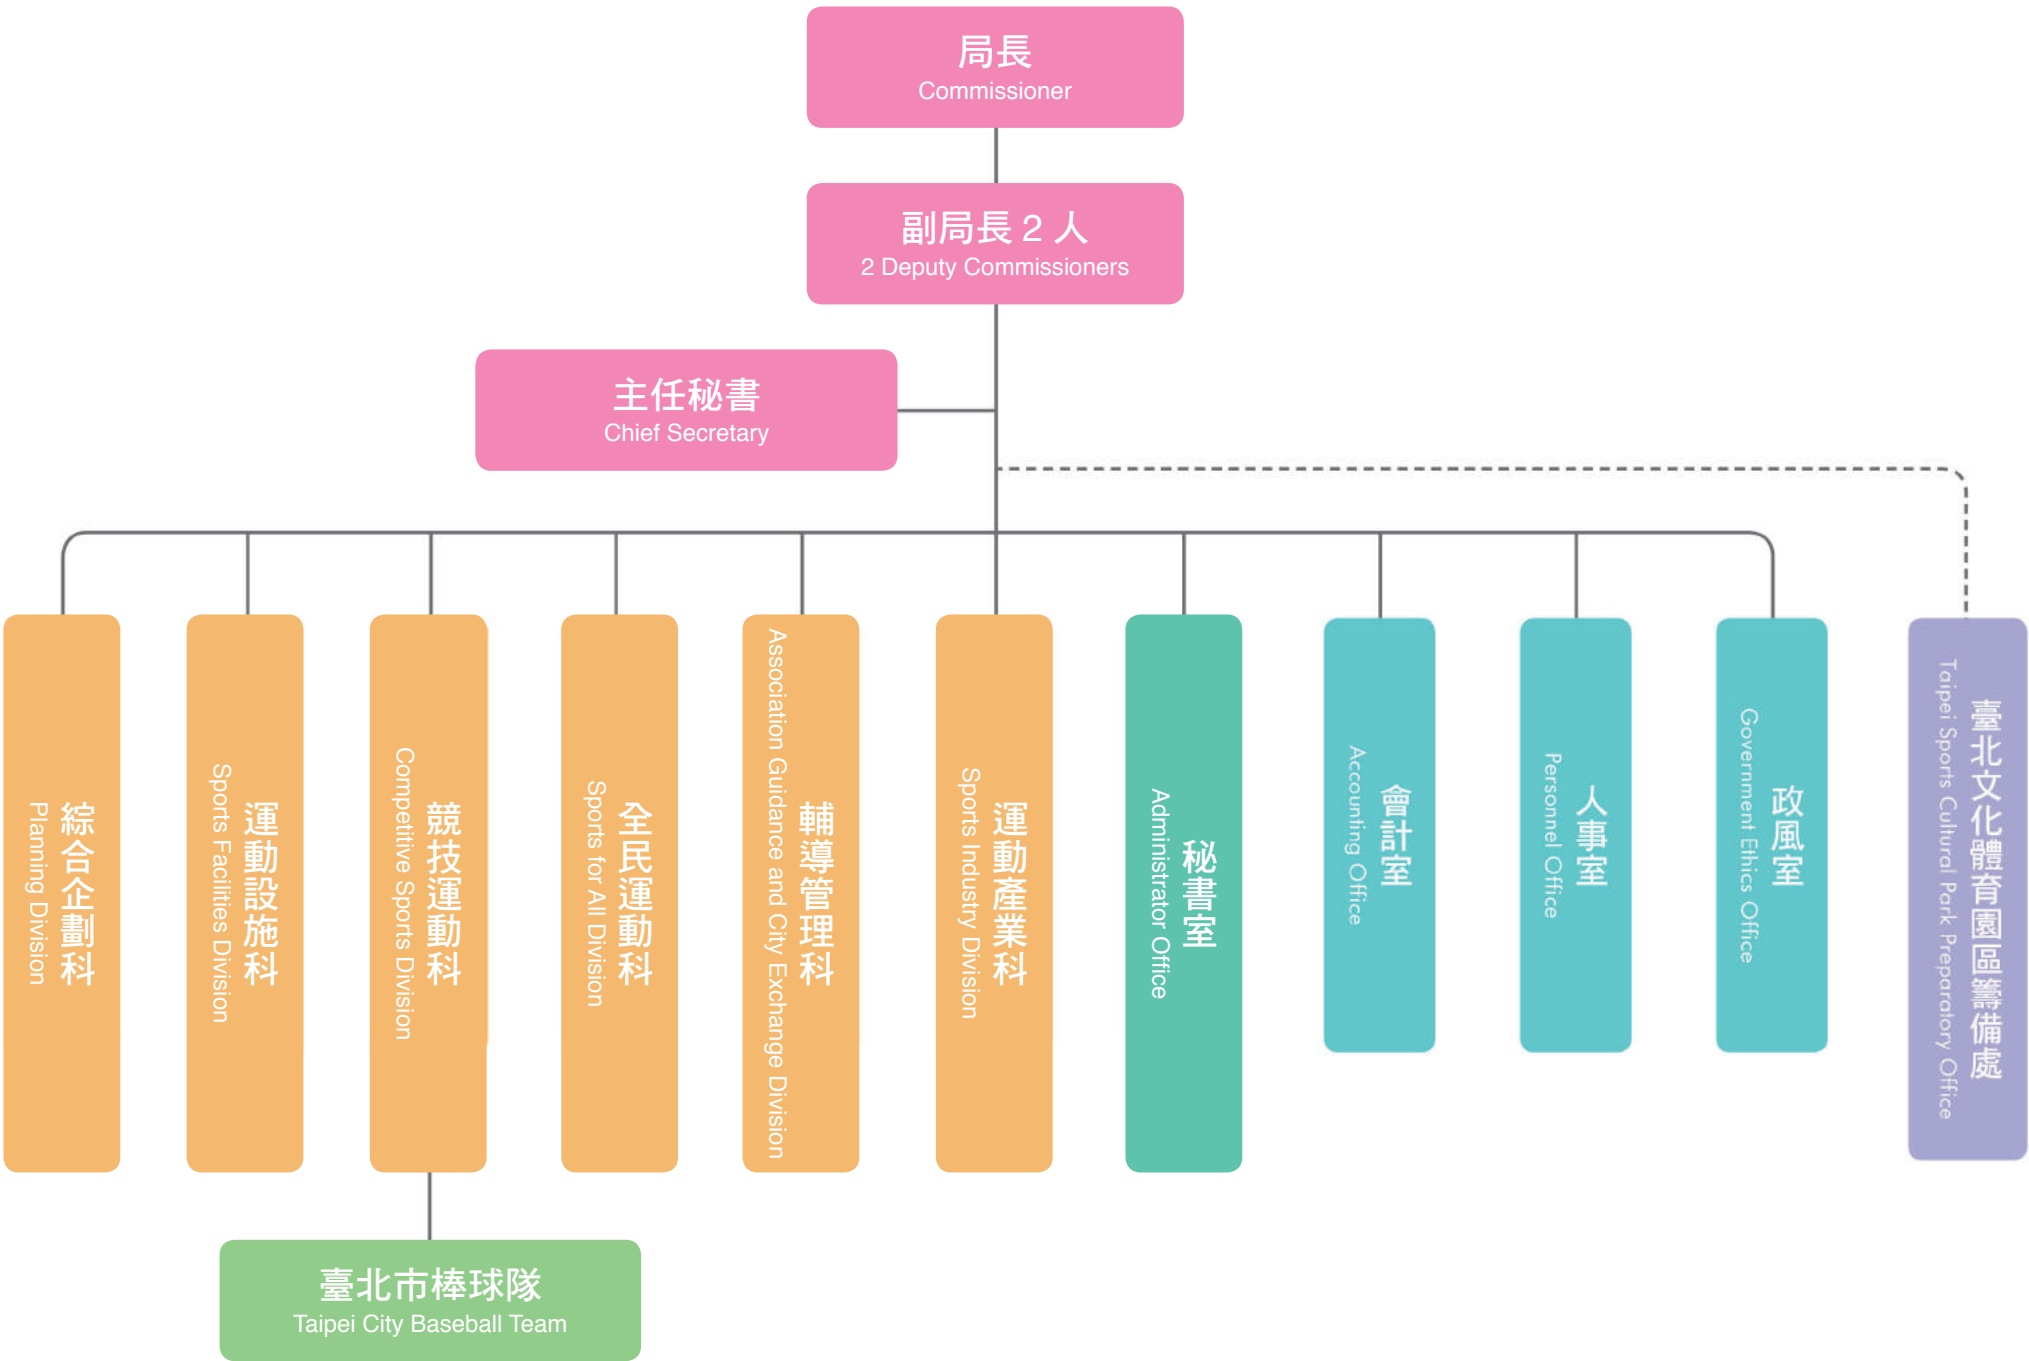 局長
Commissioner
副局長 2 人
2 Deputy Commissioners
主任秘書
Chief Secretary
綜合企劃科
Planning Division
運動設施科
Sports Facilities Division
競技運動科
Competitive Sports Division
全民運動科
Sports for All Division
輔導管理科
Association Guidance and City Exchange Division
運動產業科
Sports Industry Division
秘書室
Administrator Office
會計室
Accounting Office
人事室
Personnel Office
政風室
Government Ethics Office
臺北文化體育園區籌備處
Taipei Sports Cultural Park Preparatory Office
臺北市棒球隊
Taipei City Baseball Team